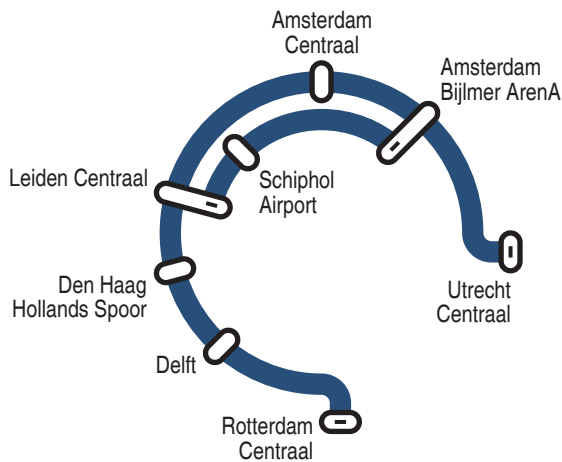 Amsterdam
Centraal
Amsterdam
Bijlmer ArenA
Leiden Centraal
Schiphol
Airport
Den Haag
Hollands Spoor
Utrecht
Centraal
Delft
Rotterdam
Centraal